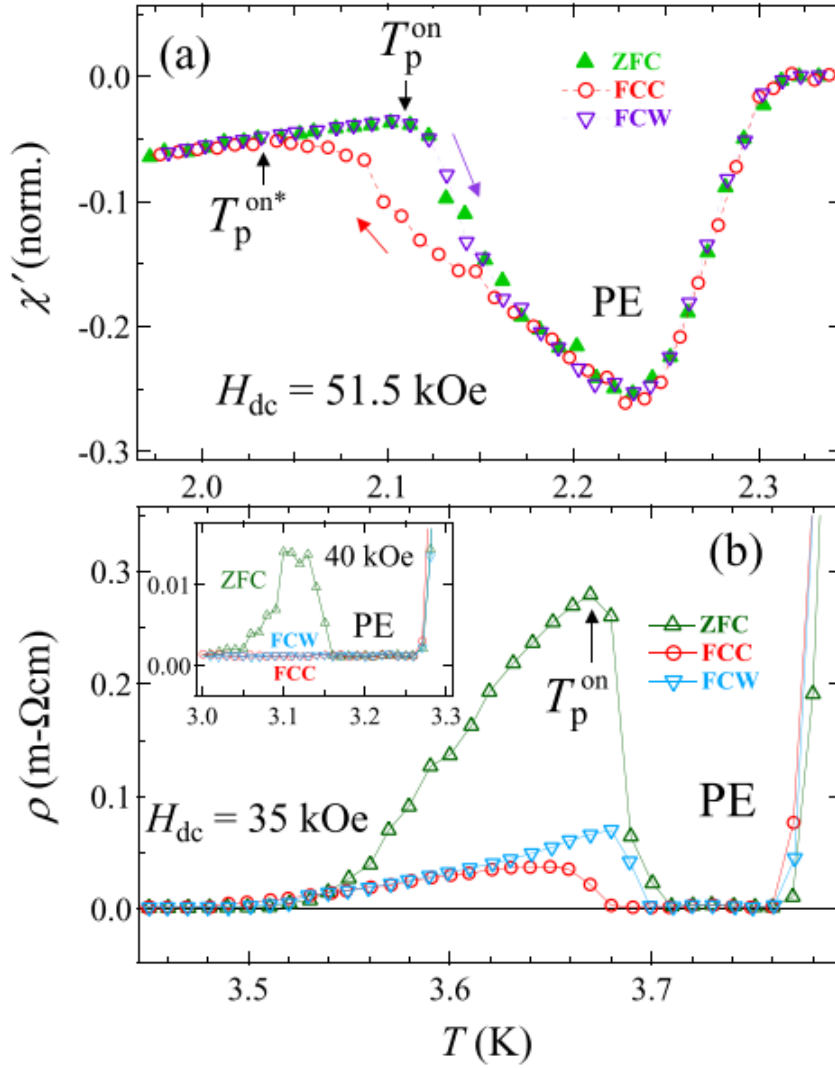 (a)
T_p^on
ZFC
FCC
FCW
0.0
-0.1
-0.2
-0.3
χ′(norm.)
T_p^on*
PE
H_dc = 51.5 kOe
2.0 2.1 2.2 2.3
(b)
40 kOe
ZFC
0.01
0.00
PE
FCW
FCC
3.0 3.1 3.2 3.3
ZFC
FCC
FCW
T_p^on
PE
H_dc = 35 kOe
0.3
0.2
0.1
0.0
ρ (m-Ωcm)
3.5 3.6 3.7
T (K)